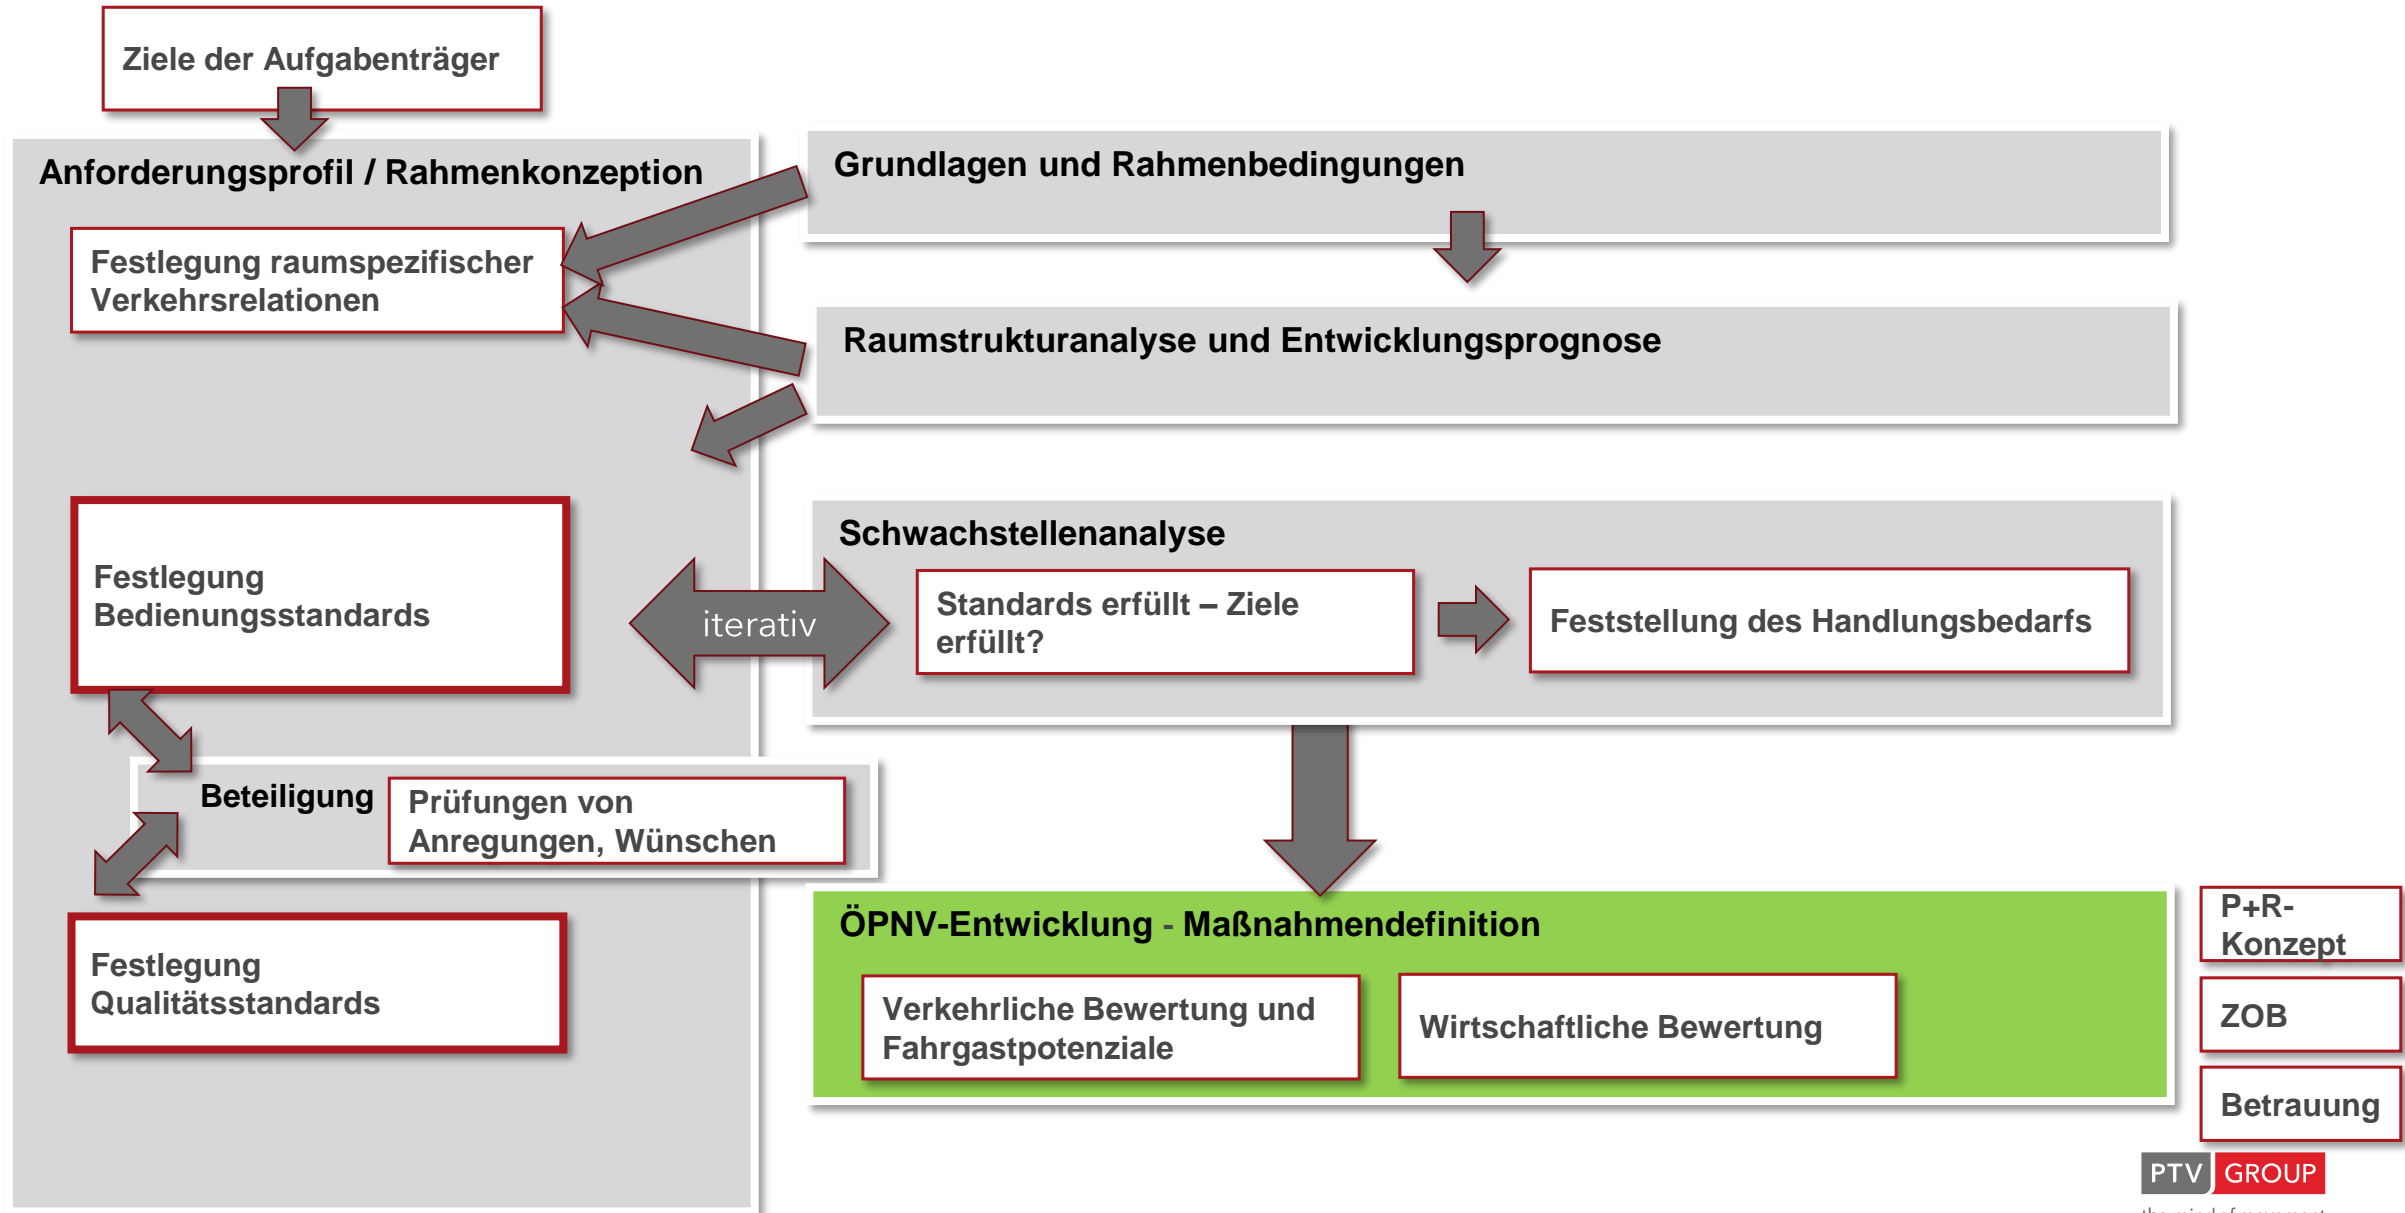 Ziele der Aufgabenträger
Anforderungsprofil / Rahmenkonzeption
Festlegung raumspezifischer
Verkehrsrelationen
Grundlagen und Rahmenbedingungen
Raumstrukturanalyse und Entwicklungsprognose
Festlegung
Bedienungsstandards
iterativ
Schwachstellenanalyse
Standards erfüllt – Ziele
erfüllt?
Feststellung des Handlungsbedarfs
Beteiligung
Prüfungen von
Anregungen, Wünschen
Festlegung
Qualitätsstandards
ÖPNV-Entwicklung - Maßnahmendefinition
Verkehrliche Bewertung und
Fahrgastpotenziale
Wirtschaftliche Bewertung
P+R-
Konzept
ZOB
Betrauung
PTV GROUP